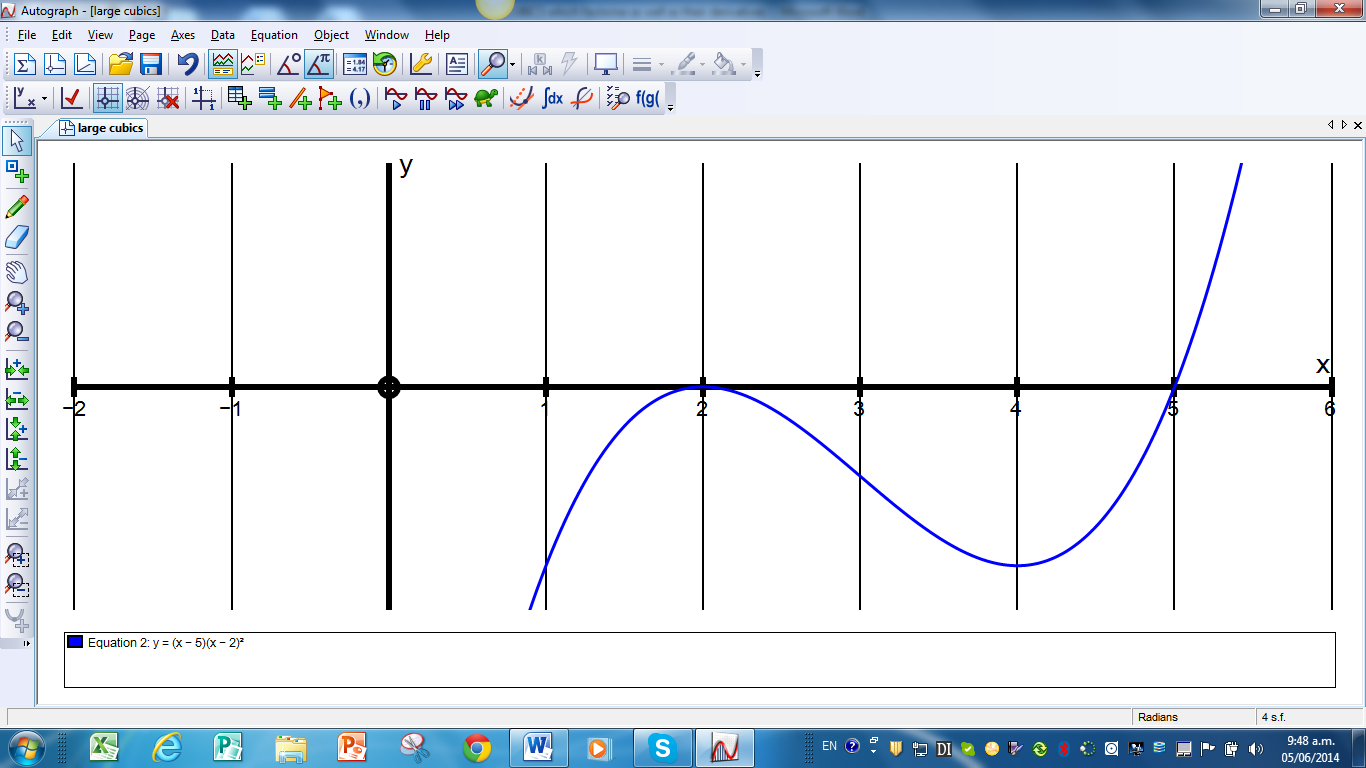 Autograph - [large cubics]
File Edit View Page Axes Data Equation Object Window Help
large cubics
y
x
−2 −1 1 2 3 4 5 6
Equation 2: y = (x − 5)(x − 2)²
Radians 4 s.f.
EN 9:48 a.m.
05/06/2014